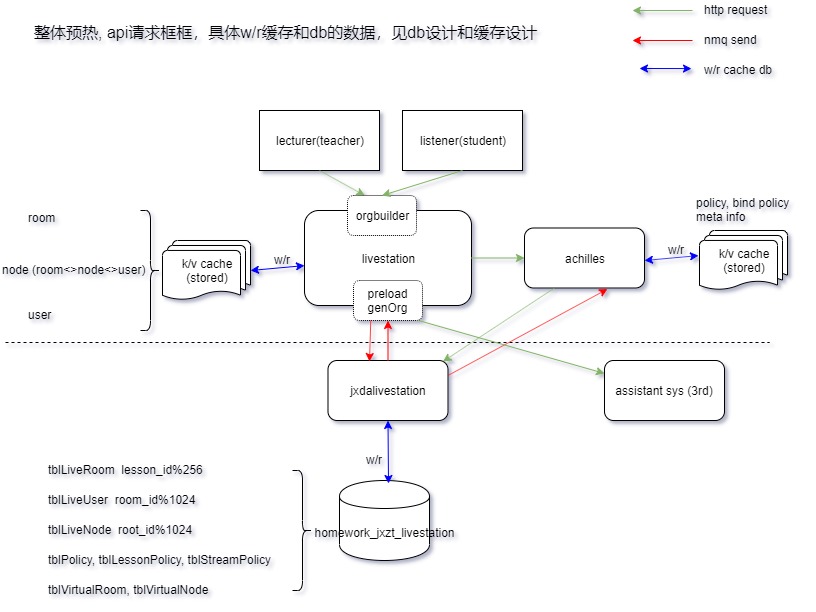 http request
整体预热, api请求框框，具体w/r缓存和db的数据，见db设计和缓存设计
nmq send
w/r cache db
lecturer(teacher)
listener(student)
policy, bind policy
meta info
room
orgbuilder
k/v cache
(stored)
w/r
livestation
achilles
w/r
k/v cache
(stored)
node (room<>node<>user)
preload
genOrg
user
jxdalivestation
assistant sys (3rd)
w/r
tblLiveRoom lesson_id%256
tblLiveUser room_id%1024
tblLiveNode root_id%1024
homework_jxzt_livestation
tblPolicy, tblLessonPolicy, tblStreamPolicy
tblVirtualRoom, tblVirtualNode